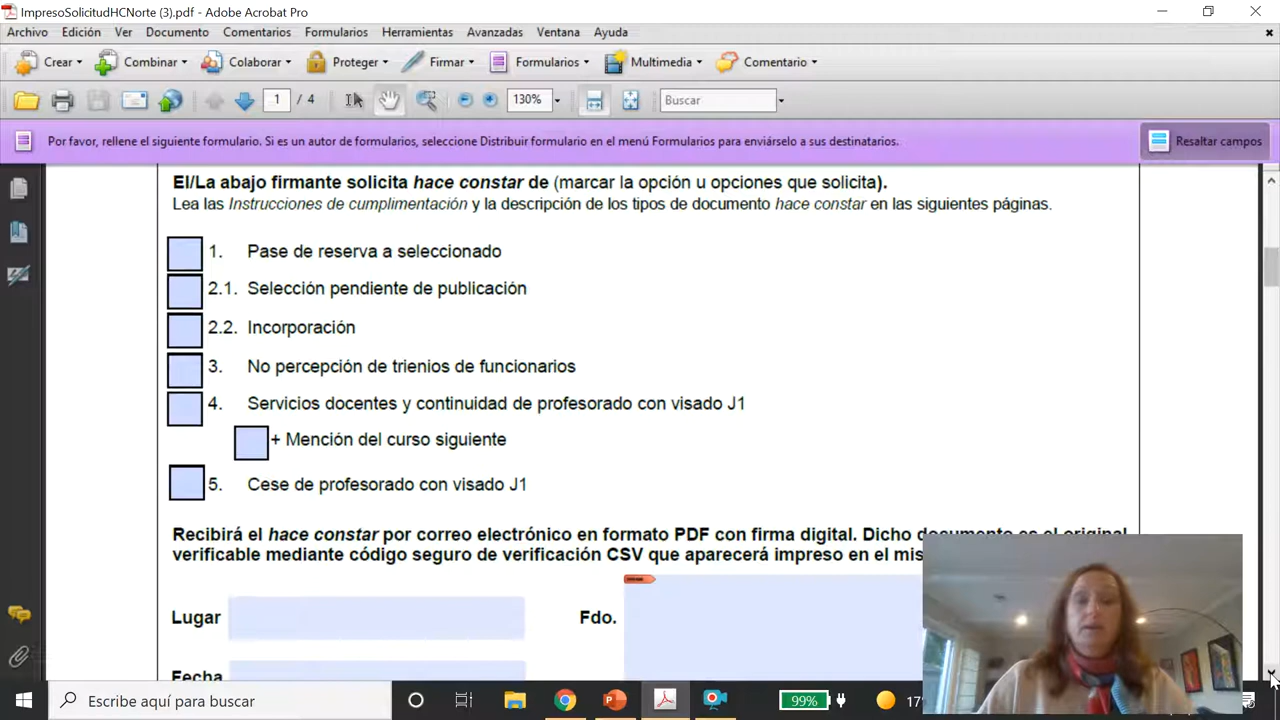 ImpresoSolicitudHCNorte (3).pdf - Adobe Acrobat Pro
Archivo Edición Ver Documento Comentarios Formularios Herramientas Avanzadas Ventana Ayuda
Crear Combinar Colaborar Proteger Firmar Formularios Multimedia Comentario
1 / 4 130% Buscar
Por favor, rellene el siguiente formulario. Si es un autor de formularios, seleccione Distribuir formulario en el menú Formularios para enviárselo a sus destinatarios. Resaltar campos
El/La abajo firmante solicita hace constar de (marcar la opción u opciones que solicita).
Lea las Instrucciones de cumplimentación y la descripción de los tipos de documento hace constar en las siguientes páginas.
1. Pase de reserva a seleccionado
2.1. Selección pendiente de publicación
2.2. Incorporación
3. No percepción de trienios de funcionarios
4. Servicios docentes y continuidad de profesorado con visado J1
+ Mención del curso siguiente
5. Cese de profesorado con visado J1
Recibirá el hace constar por correo electrónico en formato PDF con firma digital. Dicho documento es el original
verificable mediante código seguro de verificación CSV que aparecerá impreso en el
Lugar Fdo.
Fecha
Escribe aquí para buscar 99% 17